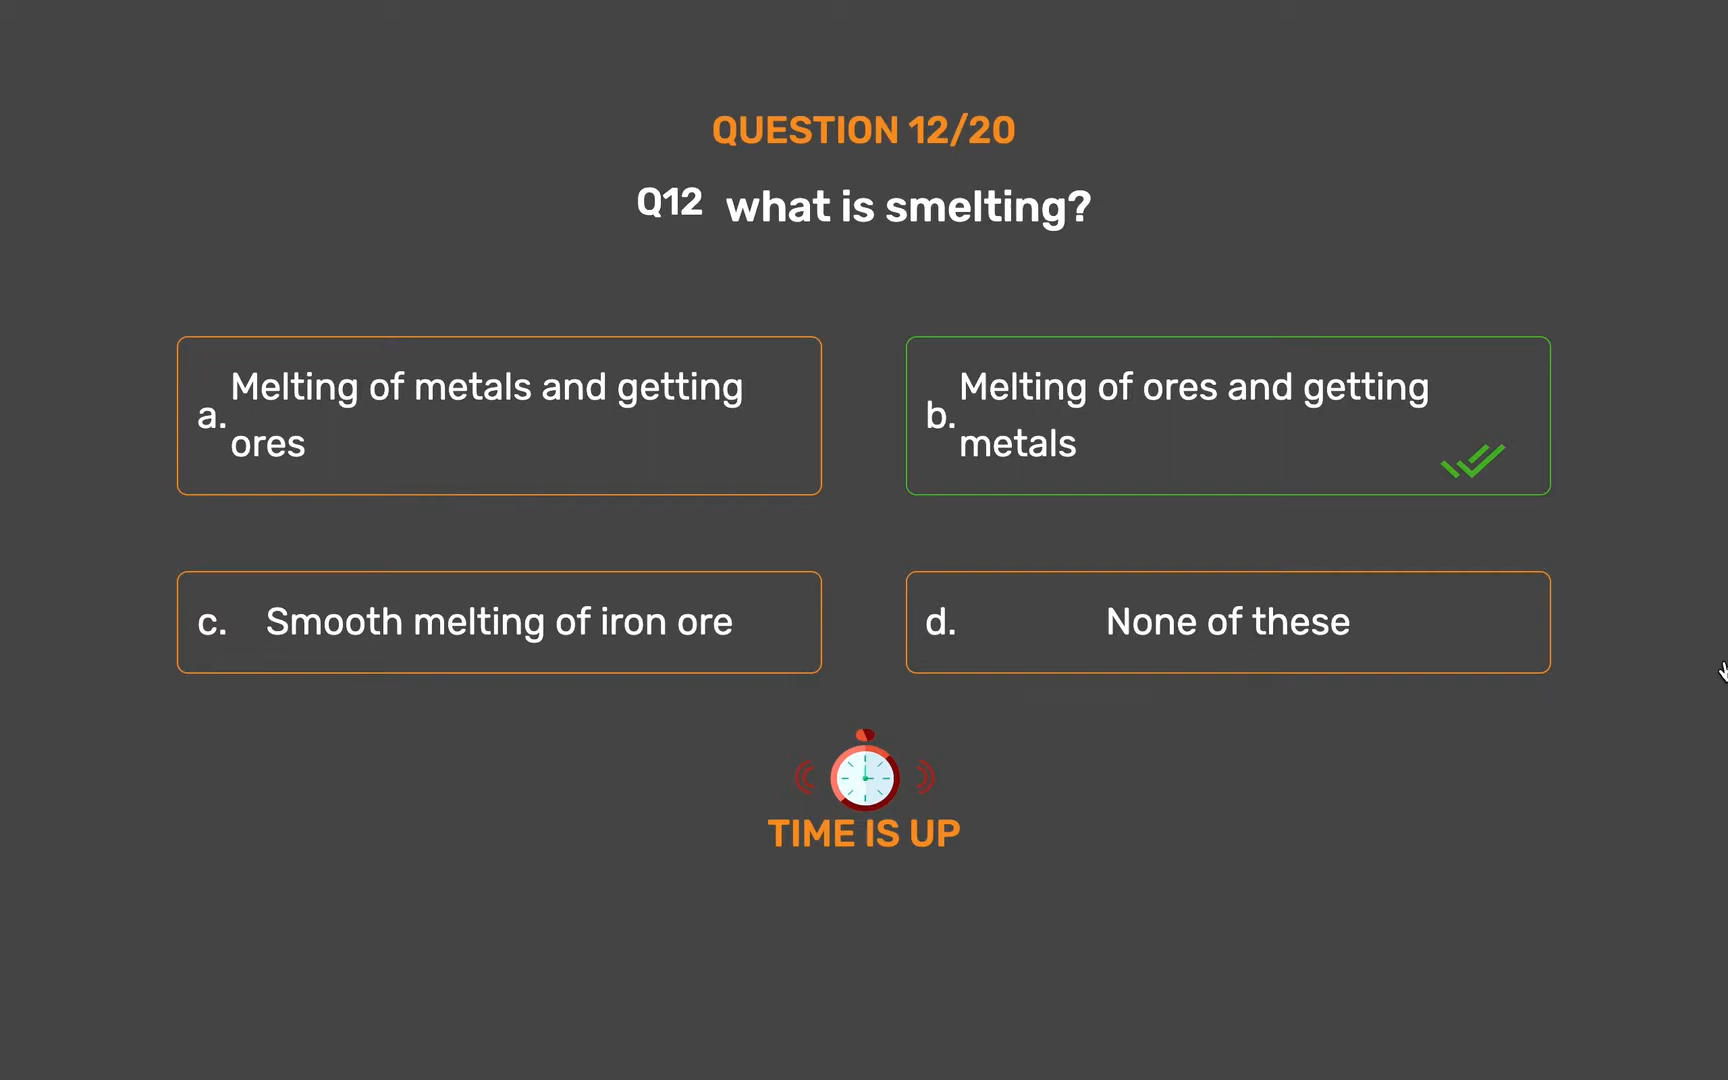 QUESTION 12/20
Q12 what is smelting?
a. Melting of metals and getting
ores
b. Melting of ores and getting
metals
c. Smooth melting of iron ore
d. None of these
TIME IS UP